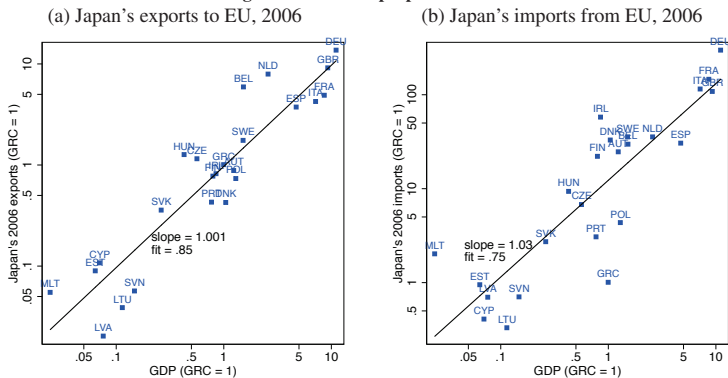 (a) Japan's exports to EU, 2006
(b) Japan's imports from EU, 2006
Japan's 2006 exports (GRC = 1)
10
5
1
.5
.1
.05
DEU
GBR
NLD
BEL
FRA
ITA
ESP
SWE
HUN
CZE
GRC
IRL
AUT
FIN
POL
PRT
DNK
SVK
CYP
EST
MLT
SVN
LTU
LVA
slope = 1.001
fit = .85
.05
.1
.5
1
5
10
GDP (GRC = 1)
Japan's 2006 imports (GRC = 1)
100
50
10
5
1
.5
DEU
FRA
ITA
GBR
IRL
SWE
NLD
DNK
BEL
ESP
AUT
FIN
HUN
CZE
POL
PRT
SVK
MLT
GRC
EST
LVA
SVN
CYP
LTU
slope = 1.03
fit = .75
.05
.1
.5
1
5
10
GDP (GRC = 1)